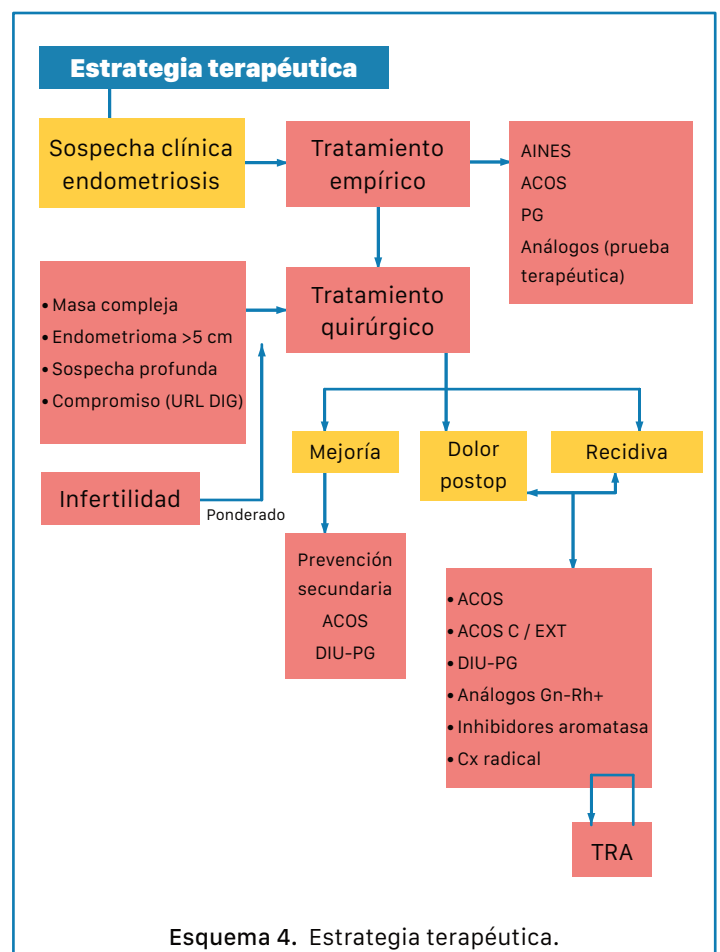 Estrategia terapéutica
Sospecha clínica
endometriosis
Tratamiento
empírico
AINES
ACOS
PG
Análogos (prueba
terapéutica)
• Masa compleja
• Endometrioma >5 cm
• Sospecha profunda
• Compromiso (URL DIG)
Tratamiento
quirúrgico
Infertilidad
Ponderado
Mejoría
Dolor
postop
Recidiva
Prevención
secundaria
ACOS
DIU-PG
• ACOS
• ACOS C / EXT
• DIU-PG
• Análogos Gn-Rh+
• Inhibidores aromatasa
• Cx radical
TRA
Esquema 4. Estrategia terapéutica.